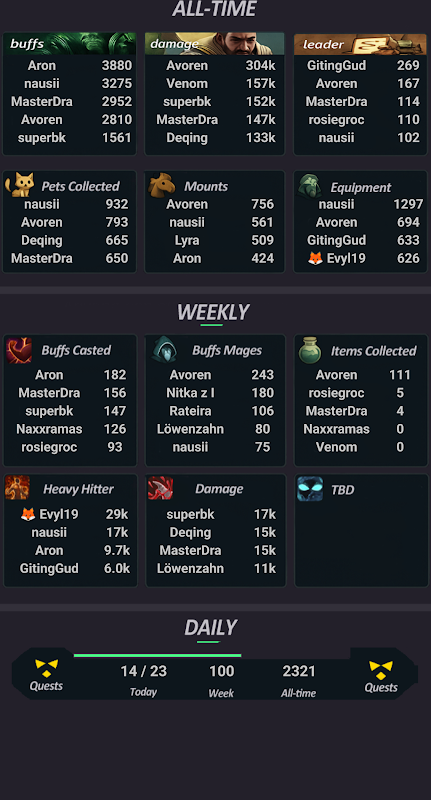 ALL-TIME
buffs
Aron 3880
nausii 3275
MasterDra 2952
Avoren 2810
superbk 1561
damage
Avoren 304k
Venom 157k
superbk 152k
MasterDra 147k
Deqing 133k
leader
GitingGud 269
Avoren 167
MasterDra 114
rosiegroc 110
nausii 102
Pets Collected
nausii 932
Avoren 793
Deqing 665
MasterDra 650
Mounts
Avoren 756
nausii 561
Lyra 509
Aron 424
Equipment
nausii 1297
Avoren 694
GitingGud 633
🦊 Evyl19 626
WEEKLY
Buffs Casted
Aron 182
MasterDra 156
superbk 147
Naxxramas 126
rosiegroc 93
Buffs Mages
Avoren 243
Nitka z I 180
Rateira 106
Löwenzahn 80
nausii 75
Items Collected
Avoren 111
rosiegroc 5
MasterDra 4
Naxxramas 0
Venom 0
Heavy Hitter
🦊 Evyl19 29k
nausii 17k
Aron 9.7k
GitingGud 6.0k
Damage
superbk 17k
Deqing 15k
MasterDra 15k
Löwenzahn 11k
TBD
DAILY
Quests
14 / 23 100 2321
Today Week All-time
Quests